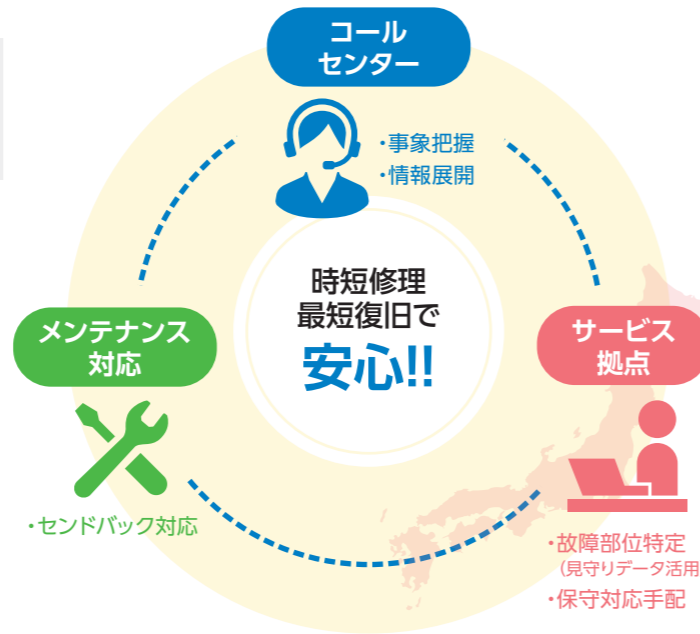 コール
センター
・事象把握
・情報展開
時短修理
最短復旧で
安心!!
メンテナンス
対応
・センドバック対応
サービス
拠点
・故障部位特定
（見守りデータ活用
・保守対応手配